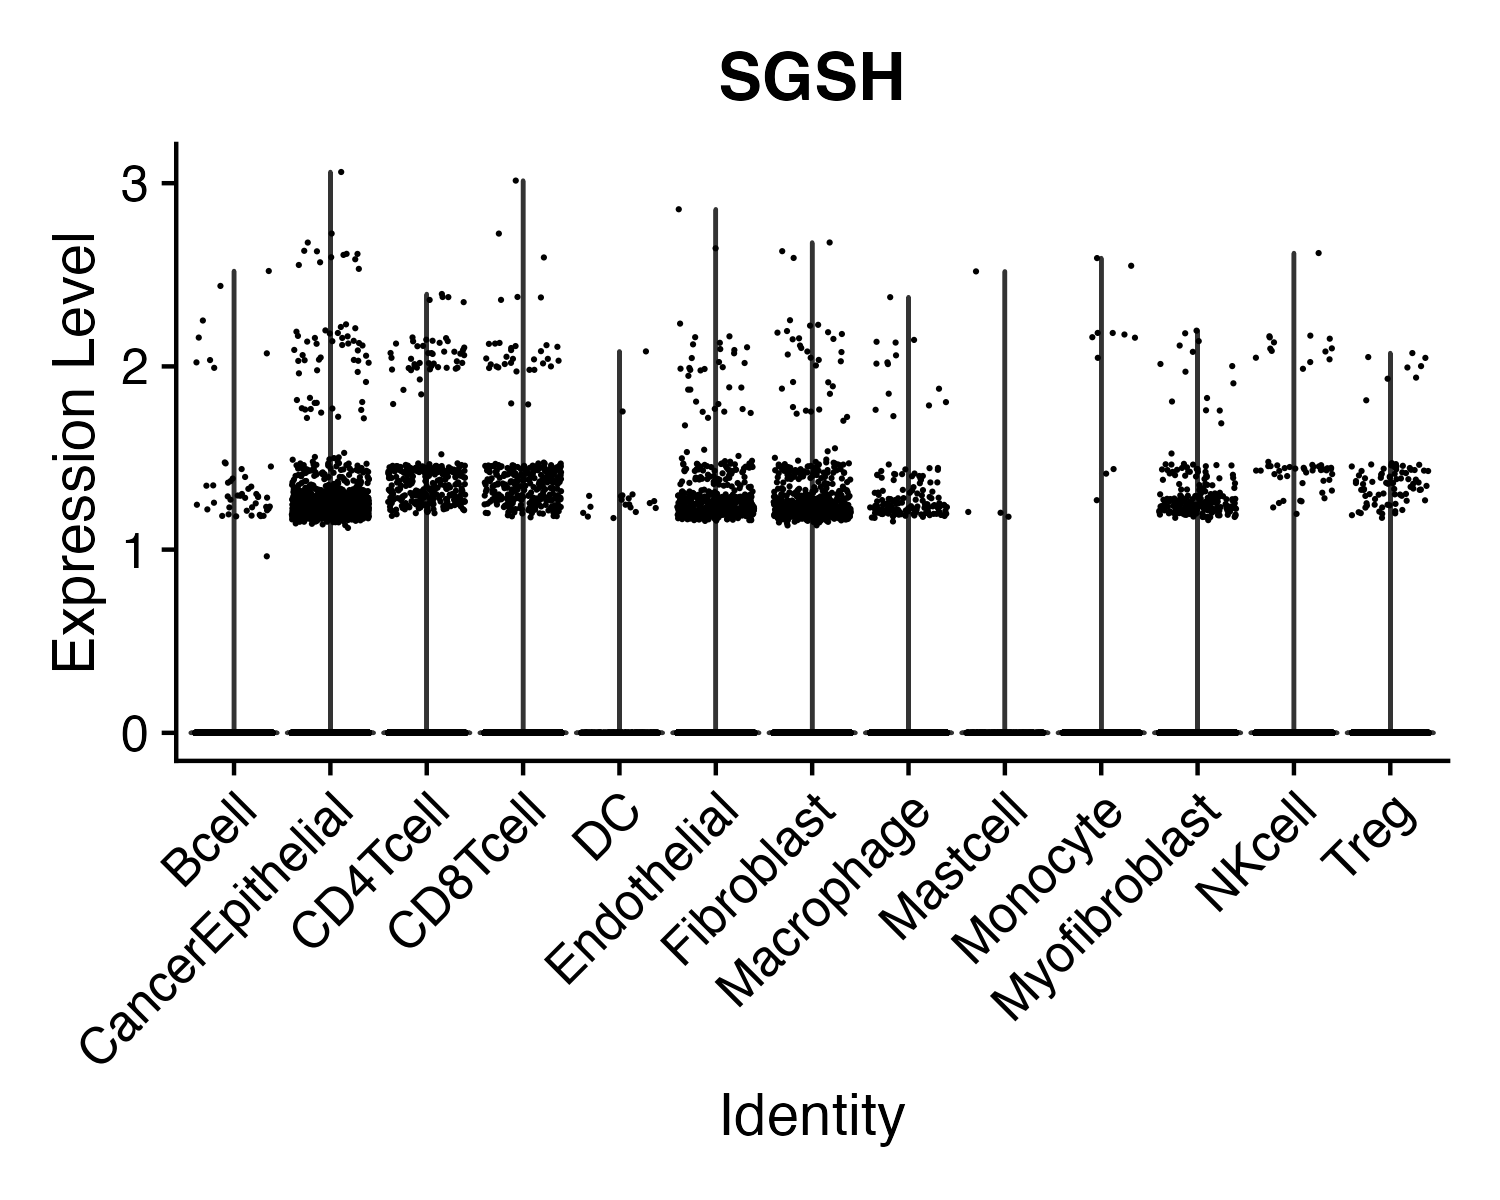 SGSH
Expression Level
3
2
1
0
Bcell
CancerEpithelial
CD4Tcell
CD8Tcell
DC
Endothelial
Fibroblast
Macrophage
Mastcell
Monocyte
Myofibroblast
NKcell
Treg
Identity